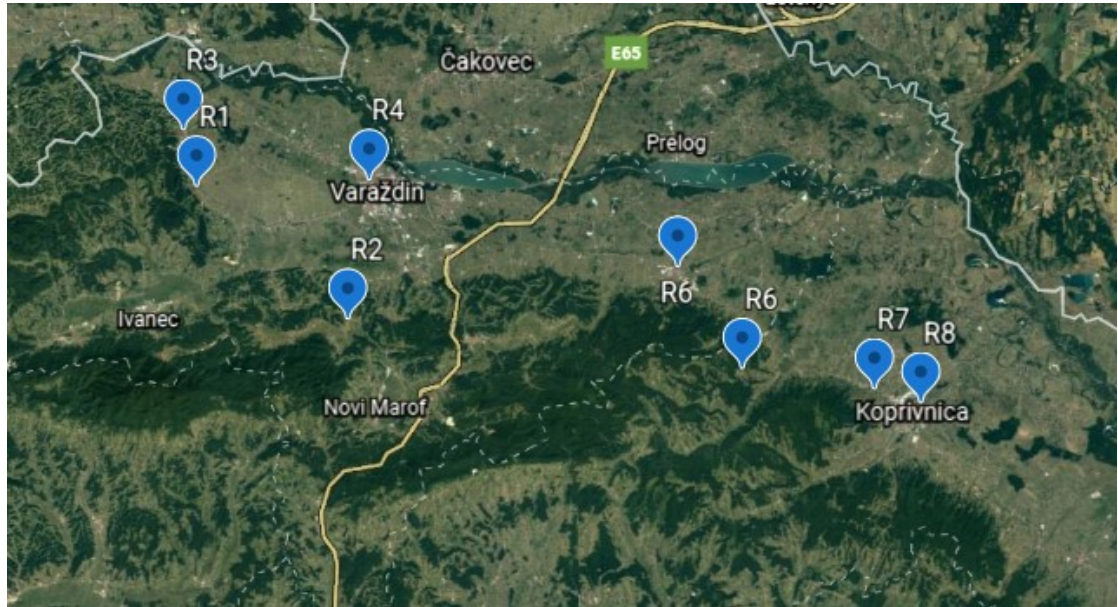 E65
Čakovec
R3
R1
R4
Prelog
Varaždin
R2
R6
Ivanec
R6
R7
R8
Novi Marof
Koprivnica